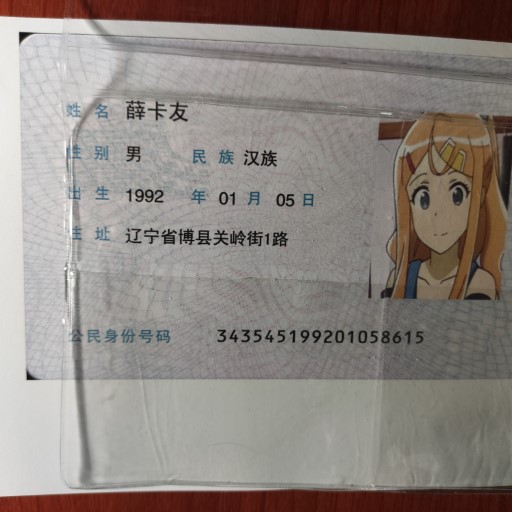 姓名 薛卡友
性别 男 民族 汉族
出生 1992 年 01 月 05 日
住址 辽宁省博县关岭街1路
公民身份号码 343545199201058615